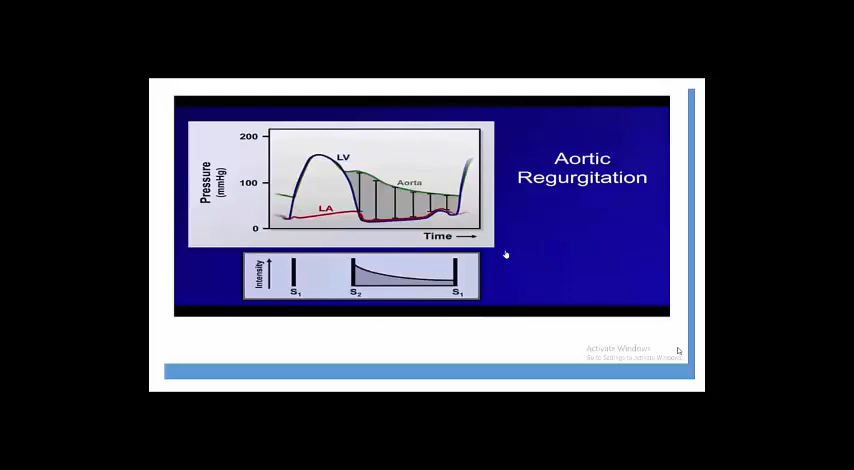 Aortic
Regurgitation
200
100
0
Pressure
(mmHg)
LV
Aorta
LA
Time
Intensity
S1
S2
S1
Activate Windows
Go to Settings to activate Windows.